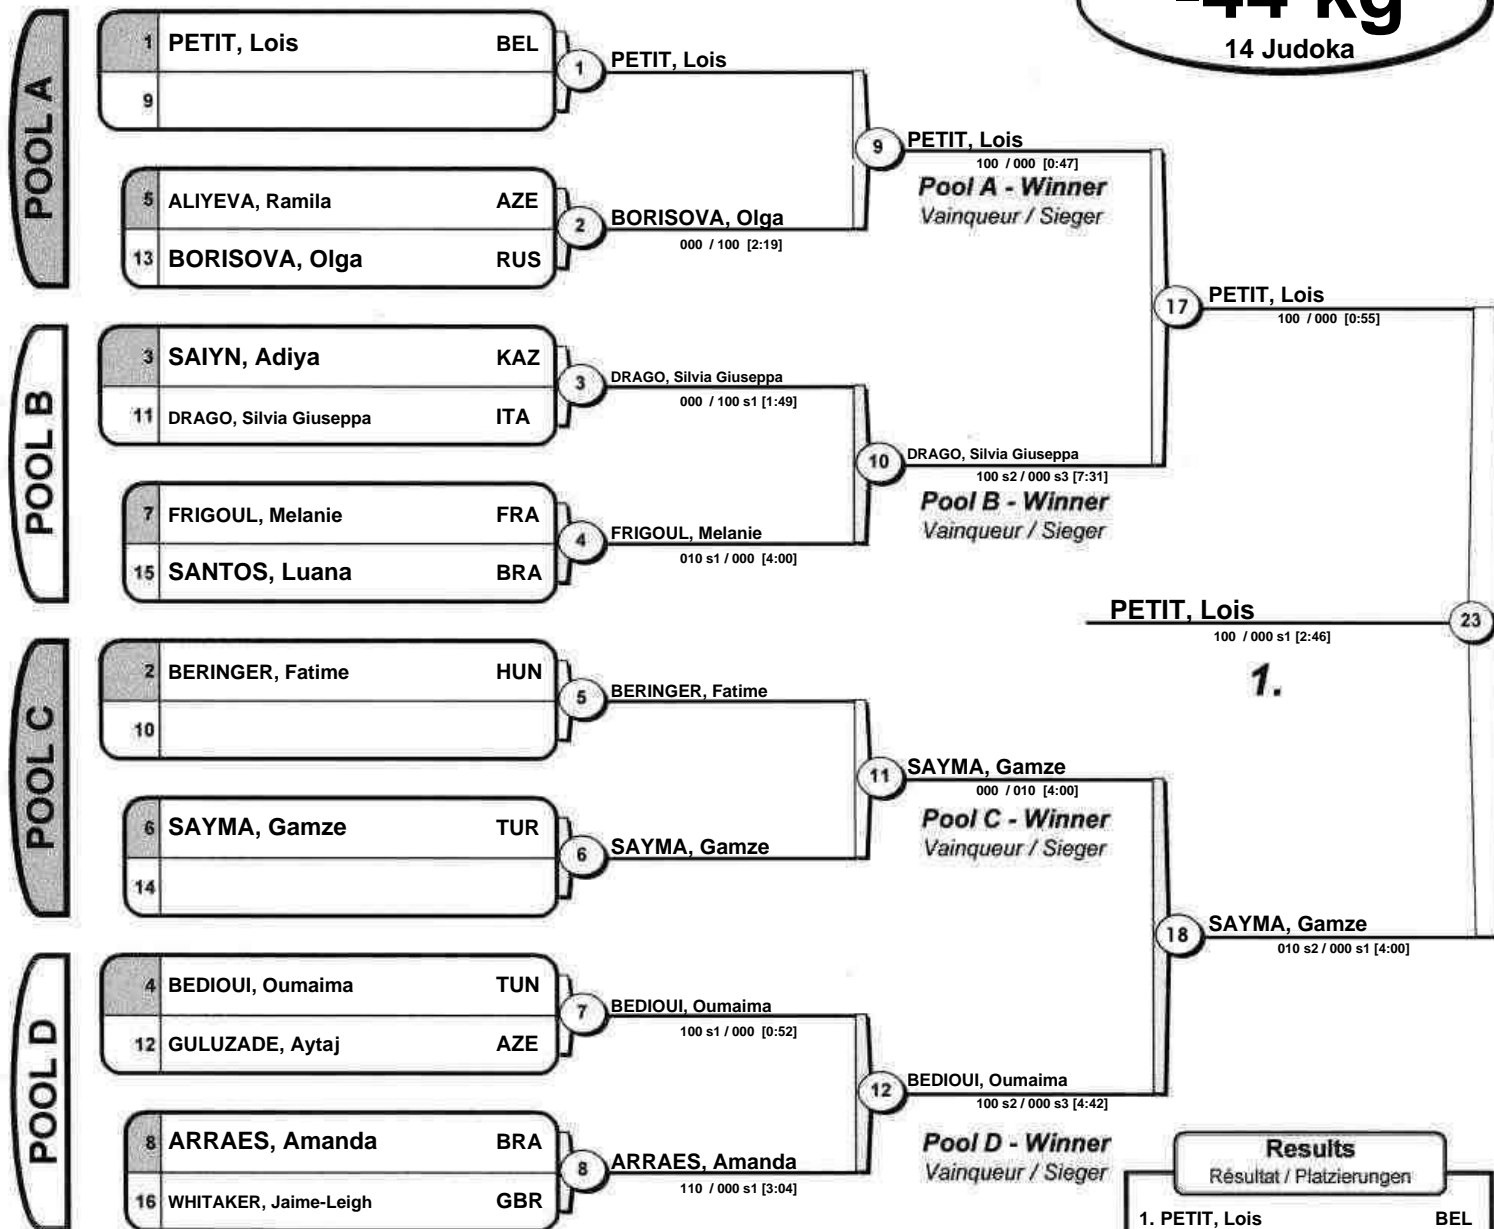 -44 kg
14 Judoka
POOL A
1 PETIT, Lois BEL
9
1 PETIT, Lois
5 ALIYEVA, Ramila AZE
13 BORISOVA, Olga RUS
2 BORISOVA, Olga
000 / 100 [2:19]
9 PETIT, Lois
100 / 000 [0:47]
Pool A - Winner
Vainqueur / Sieger
POOL B
3 SAIYN, Adiya KAZ
11 DRAGO, Silvia Giuseppa ITA
3 DRAGO, Silvia Giuseppa
000 / 100 s1 [1:49]
7 FRIGOUL, Melanie FRA
15 SANTOS, Luana BRA
4 FRIGOUL, Melanie
010 s1 / 000 [4:00]
10 DRAGO, Silvia Giuseppa
100 s2 / 000 s3 [7:31]
Pool B - Winner
Vainqueur / Sieger
17 PETIT, Lois
100 / 000 [0:55]
PETIT, Lois 23
100 / 000 s1 [2:46]
1.
POOL C
2 BERINGER, Fatime HUN
10
5 BERINGER, Fatime
6 SAYMA, Gamze TUR
14
6 SAYMA, Gamze
11 SAYMA, Gamze
000 / 010 [4:00]
Pool C - Winner
Vainqueur / Sieger
18 SAYMA, Gamze
010 s2 / 000 s1 [4:00]
POOL D
4 BEDIOUI, Oumaima TUN
12 GULUZADE, Aytaj AZE
7 BEDIOUI, Oumaima
100 s1 / 000 [0:52]
8 ARRAES, Amanda BRA
16 WHITAKER, Jaime-Leigh GBR
8 ARRAES, Amanda
110 / 000 s1 [3:04]
12 BEDIOUI, Oumaima
100 s2 / 000 s3 [4:42]
Pool D - Winner
Vainqueur / Sieger
Results
Résultat / Platzierungen
1. PETIT, Lois BEL